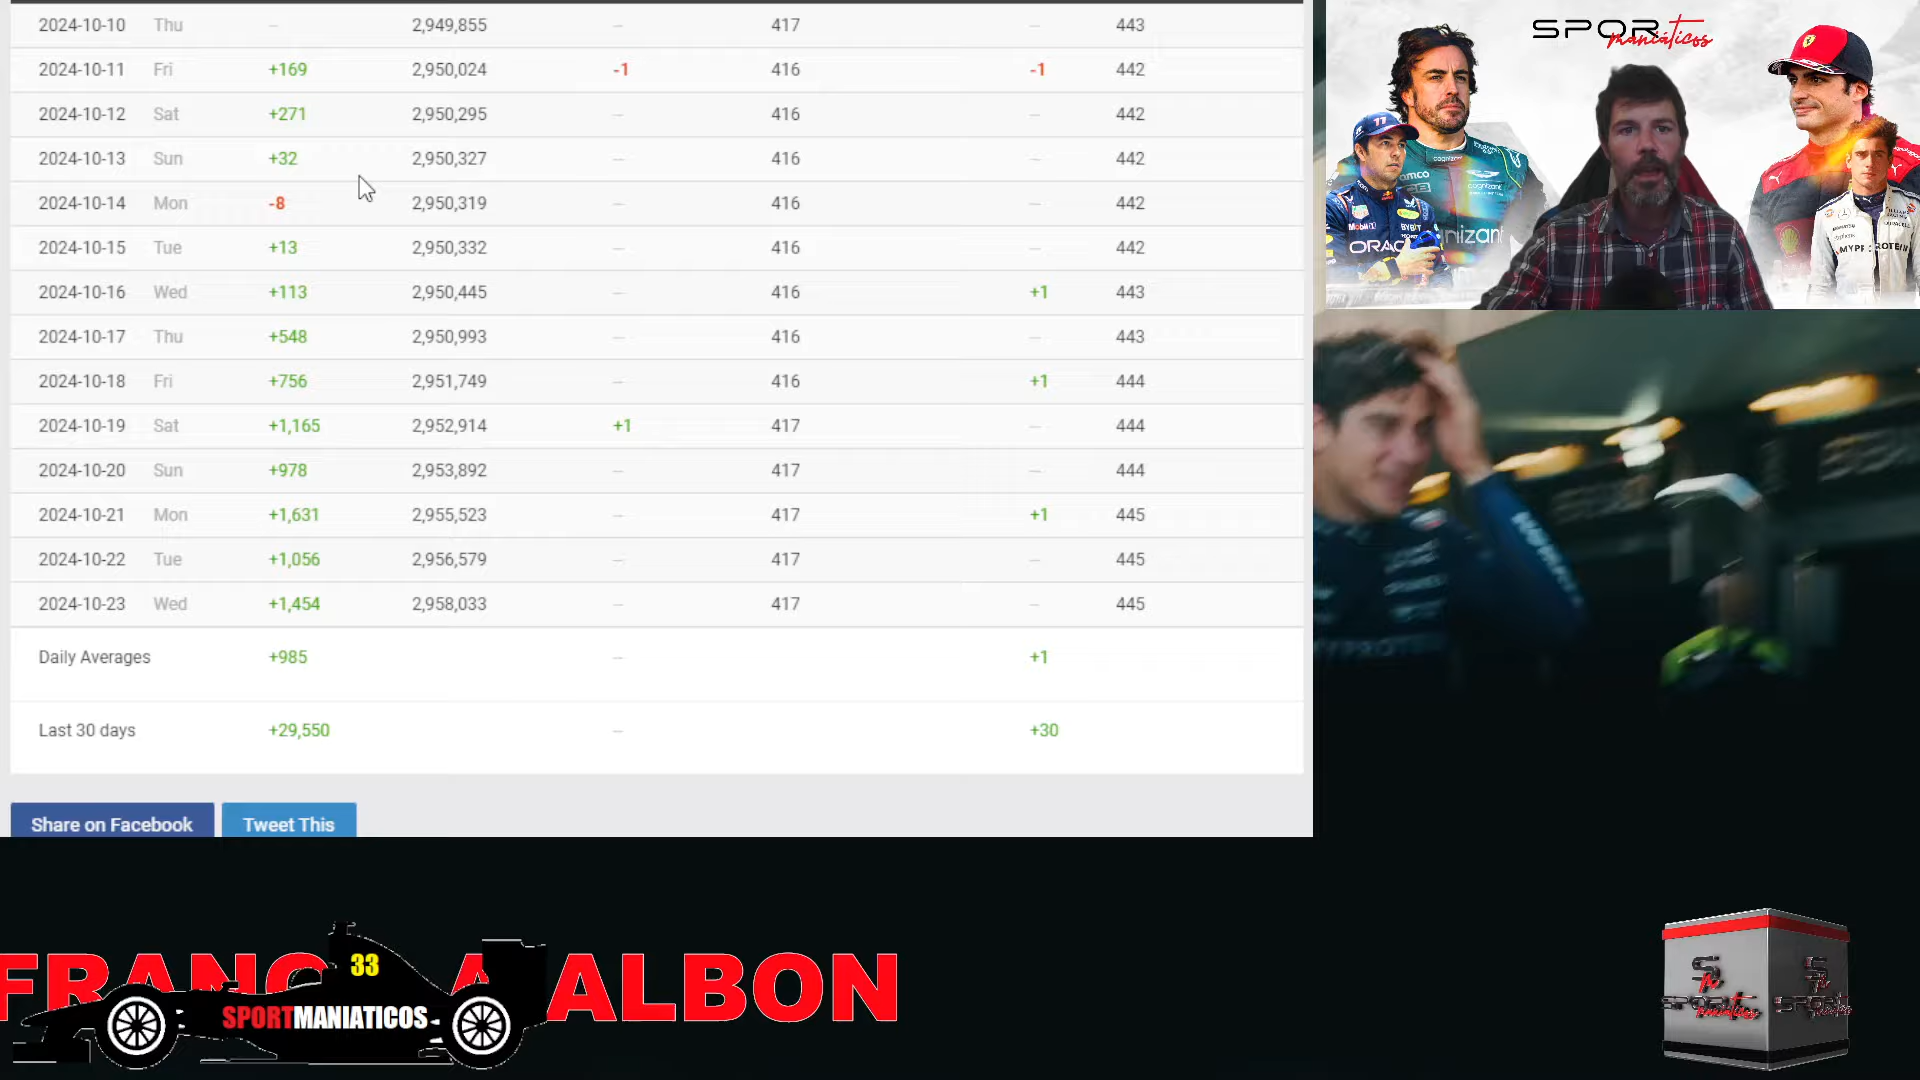 2024-10-10 Thu – 2,949,855 – 417 – 443
2024-10-11 Fri +169 2,950,024 -1 416 -1 442
2024-10-12 Sat +271 2,950,295 – 416 – 442
2024-10-13 Sun +32 2,950,327 – 416 – 442
2024-10-14 Mon -8 2,950,319 – 416 – 442
2024-10-15 Tue +13 2,950,332 – 416 – 442
2024-10-16 Wed +113 2,950,445 – 416 +1 443
2024-10-17 Thu +548 2,950,993 – 416 – 443
2024-10-18 Fri +756 2,951,749 – 416 +1 444
2024-10-19 Sat +1,165 2,952,914 +1 417 – 444
2024-10-20 Sun +978 2,953,892 – 417 – 444
2024-10-21 Mon +1,631 2,955,523 – 417 +1 445
2024-10-22 Tue +1,056 2,956,579 – 417 – 445
2024-10-23 Wed +1,454 2,958,033 – 417 – 445
Daily Averages +985 – +1
Last 30 days +29,550 – +30
Share on Facebook
Tweet This
SPORT
maniáticos
11
cognizant
BYBIT
ORAC
nizant
MYPROTEIN
ALBON
33
SPORTMANIATICOS